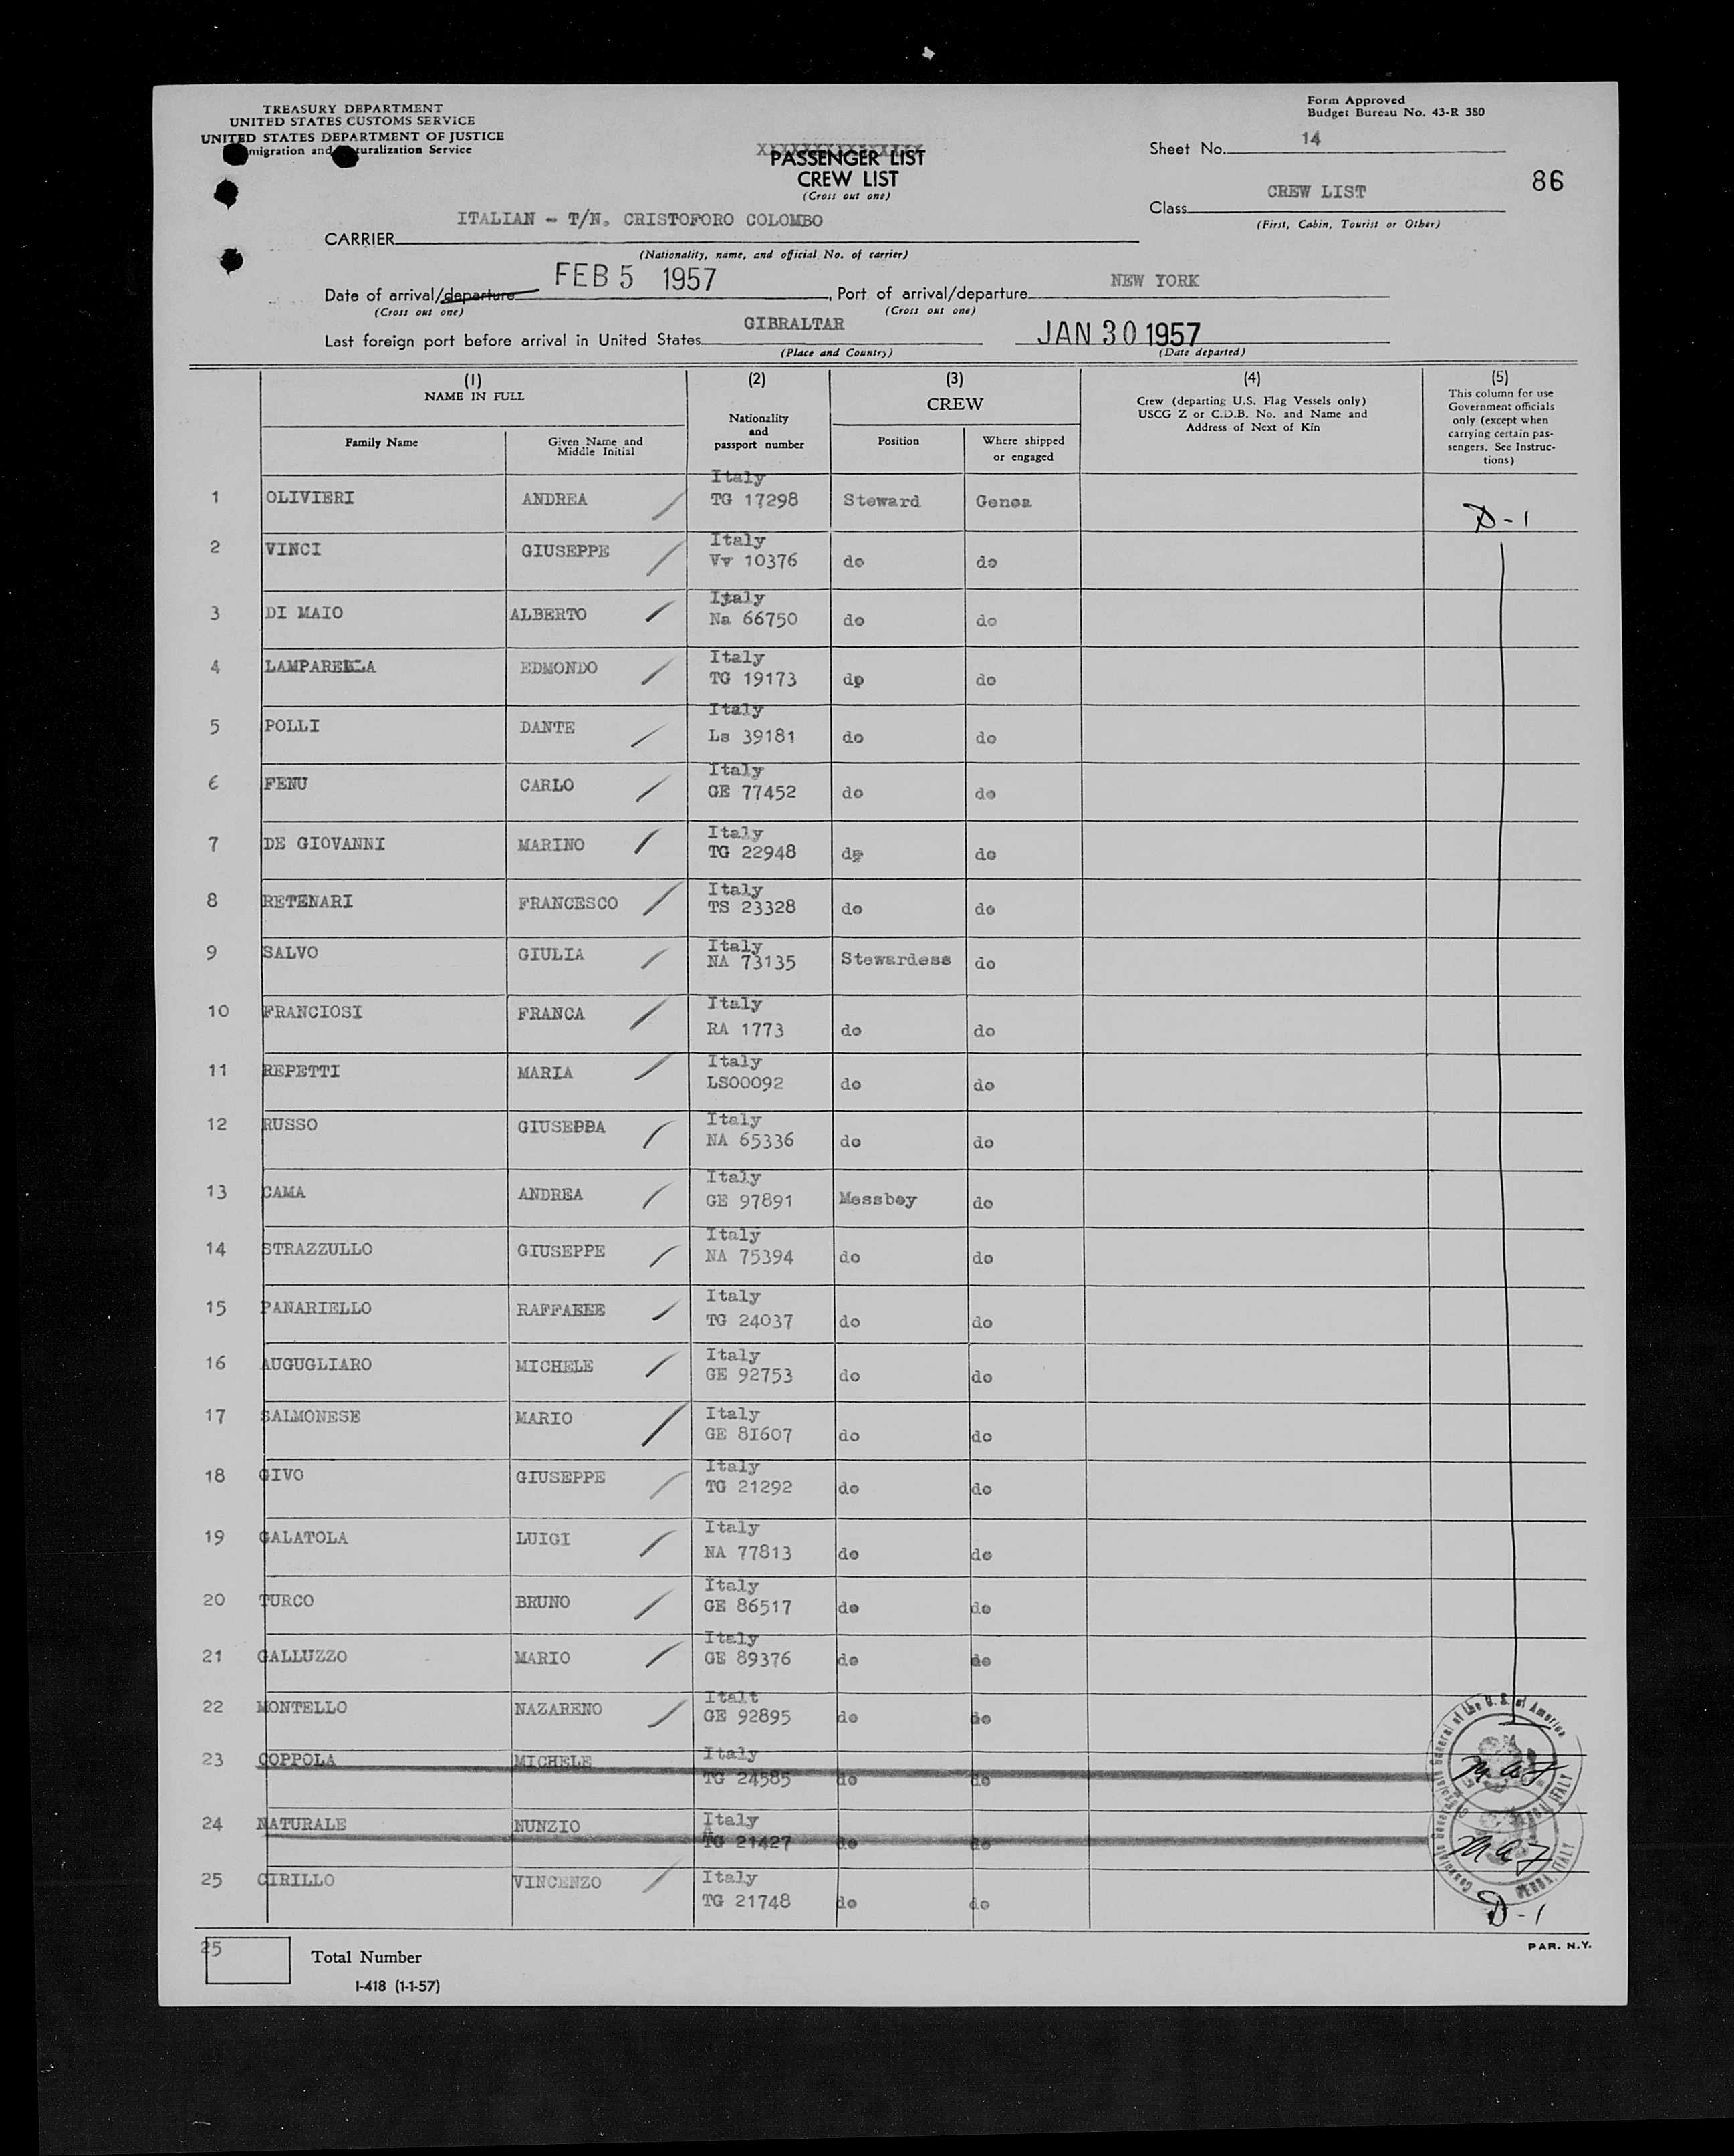 TREASURY DEPARTMENT
UNITED STATES CUSTOMS SERVICE
UNITED STATES DEPARTMENT OF JUSTICE
Immigration and Naturalization Service
Form Approved
Budget Bureau No. 43-R 380
PASSENGER LIST
CREW LIST
(Cross out one)
Sheet No. 14
86
Class CREW LIST
(First, Cabin, Tourist or Other)
CARRIER ITALIAN - T/N. CRISTOFORO COLOMBO
(Nationality, name, and official No. of carrier)
Date of arrival/departure FEB 5 1957, Port of arrival/departure NEW YORK
(Cross out one) (Cross out one)
Last foreign port before arrival in United States GIBRALTAR JAN 30 1957
(Place and Country) (Date departed)
(1) NAME IN FULL
Family Name
Given Name and Middle Initial
(2) Nationality and passport number
(3) CREW
Position
Where shipped or engaged
(4) Crew (departing U.S. Flag Vessels only) USCG Z or C.D.B. No. and Name and Address of Next of Kin
(5) This column for use Government officials only (except when carrying certain passengers. See Instructions)
1 OLIVIERI ANDREA Italy TG 17298 Steward Genoa D-1
2 VINCI GIUSEPPE Italy Vv 10376 do do
3 DI MAIO ALBERTO Italy Na 66750 do do
4 LAMPARELLA EDMONDO Italy TG 19173 dp do
5 POLLI DANTE Italy Ls 39181 do do
6 FENU CARLO Italy GE 77452 do do
7 DE GIOVANNI MARINO Italy TG 22948 dp do
8 RETENARI FRANCESCO Italy TS 23328 do do
9 SALVO GIULIA Italy NA 73135 Stewardess do
10 FRANCIOSI FRANCA Italy RA 1773 do do
11 REPETTI MARIA Italy LS00092 do do
12 RUSSO GIUSEPPA Italy NA 65336 do do
13 CAMA ANDREA Italy GE 97891 Messboy do
14 STRAZZULLO GIUSEPPE Italy NA 75394 do do
15 PANARIELLO RAFFAELE Italy TG 24037 do do
16 AUGUGLIARO MICHELE Italy GE 92753 do do
17 SALMONESE MARIO Italy GE 81607 do do
18 GIVO GIUSEPPE Italy TG 21292 do do
19 GALATOLA LUIGI Italy NA 77813 do do
20 TURCO BRUNO Italy GE 86517 do do
21 GALLUZZO MARIO Italy GE 89376 do do
22 MONTELLO NAZARENO Italt GE 92895 do do
23 COPPOLA MICHELE Italy TG 24585 do do
24 NATURALE NUNZIO Italy TG 21427 do do
25 CIRILLO VINCENZO Italy TG 21748 do do D-1
25 Total Number
I-418 (1-1-57)
PAR. N.Y.